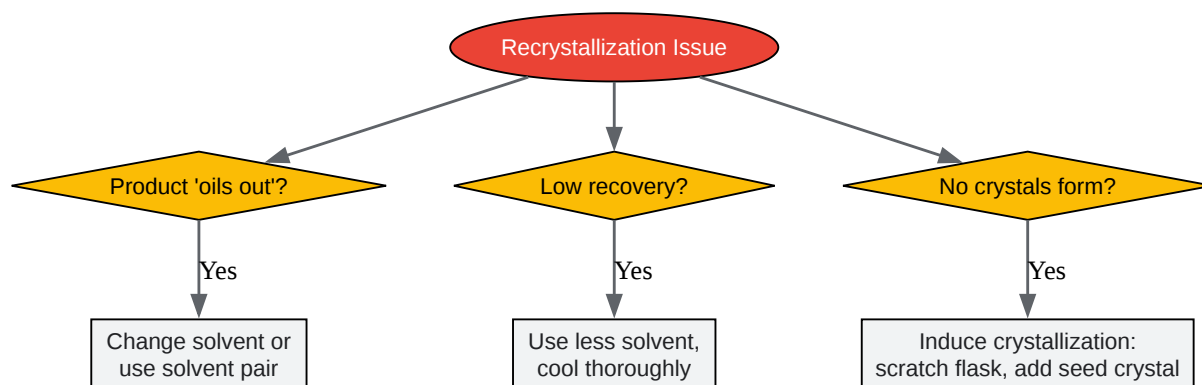 Recrystallization Issue
Product 'oils out'?
Low recovery?
No crystals form?
Yes
Yes
Yes
Change solvent or
use solvent pair
Use less solvent,
cool thoroughly
Induce crystallization:
scratch flask, add seed crystal